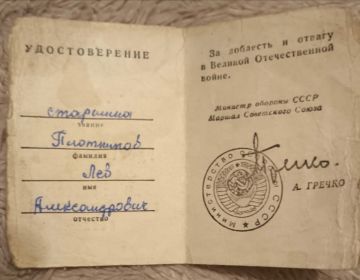 УДОСТОВЕРЕНИЕ
старшина
звание
Плотников
фамилия
Лев
имя
Александрович
отчество
За доблесть и отвагу
в Великой Отечественной
войне.
Министр обороны СССР
Маршал Советского Союза
А. ГРЕЧКО